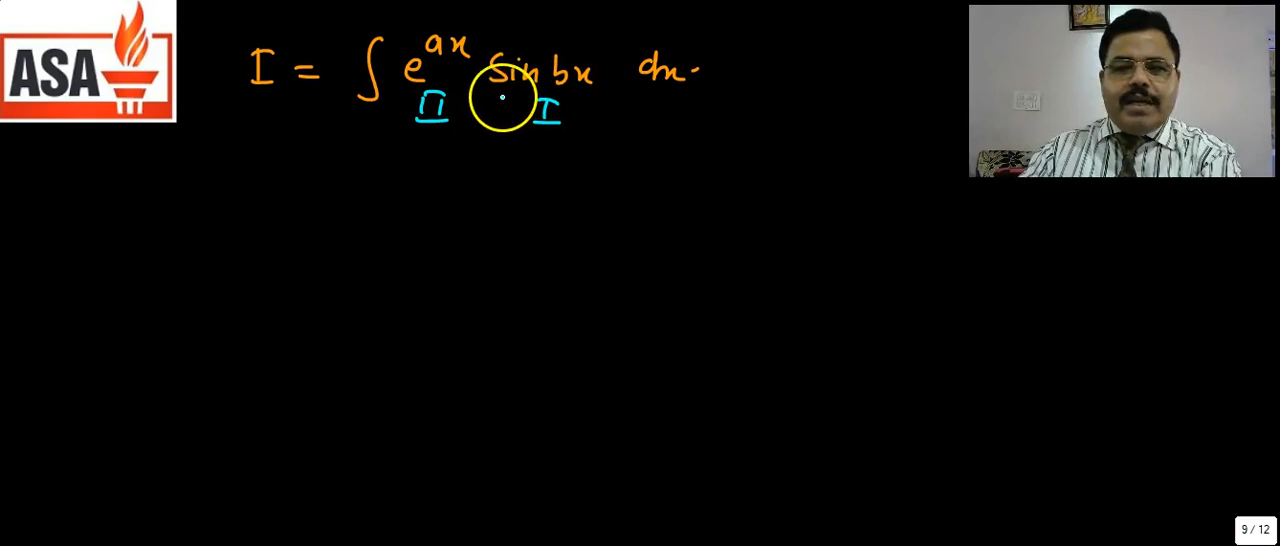 ASA
I = ∫ e^{ax} sin bx dx.
II I
9 / 12